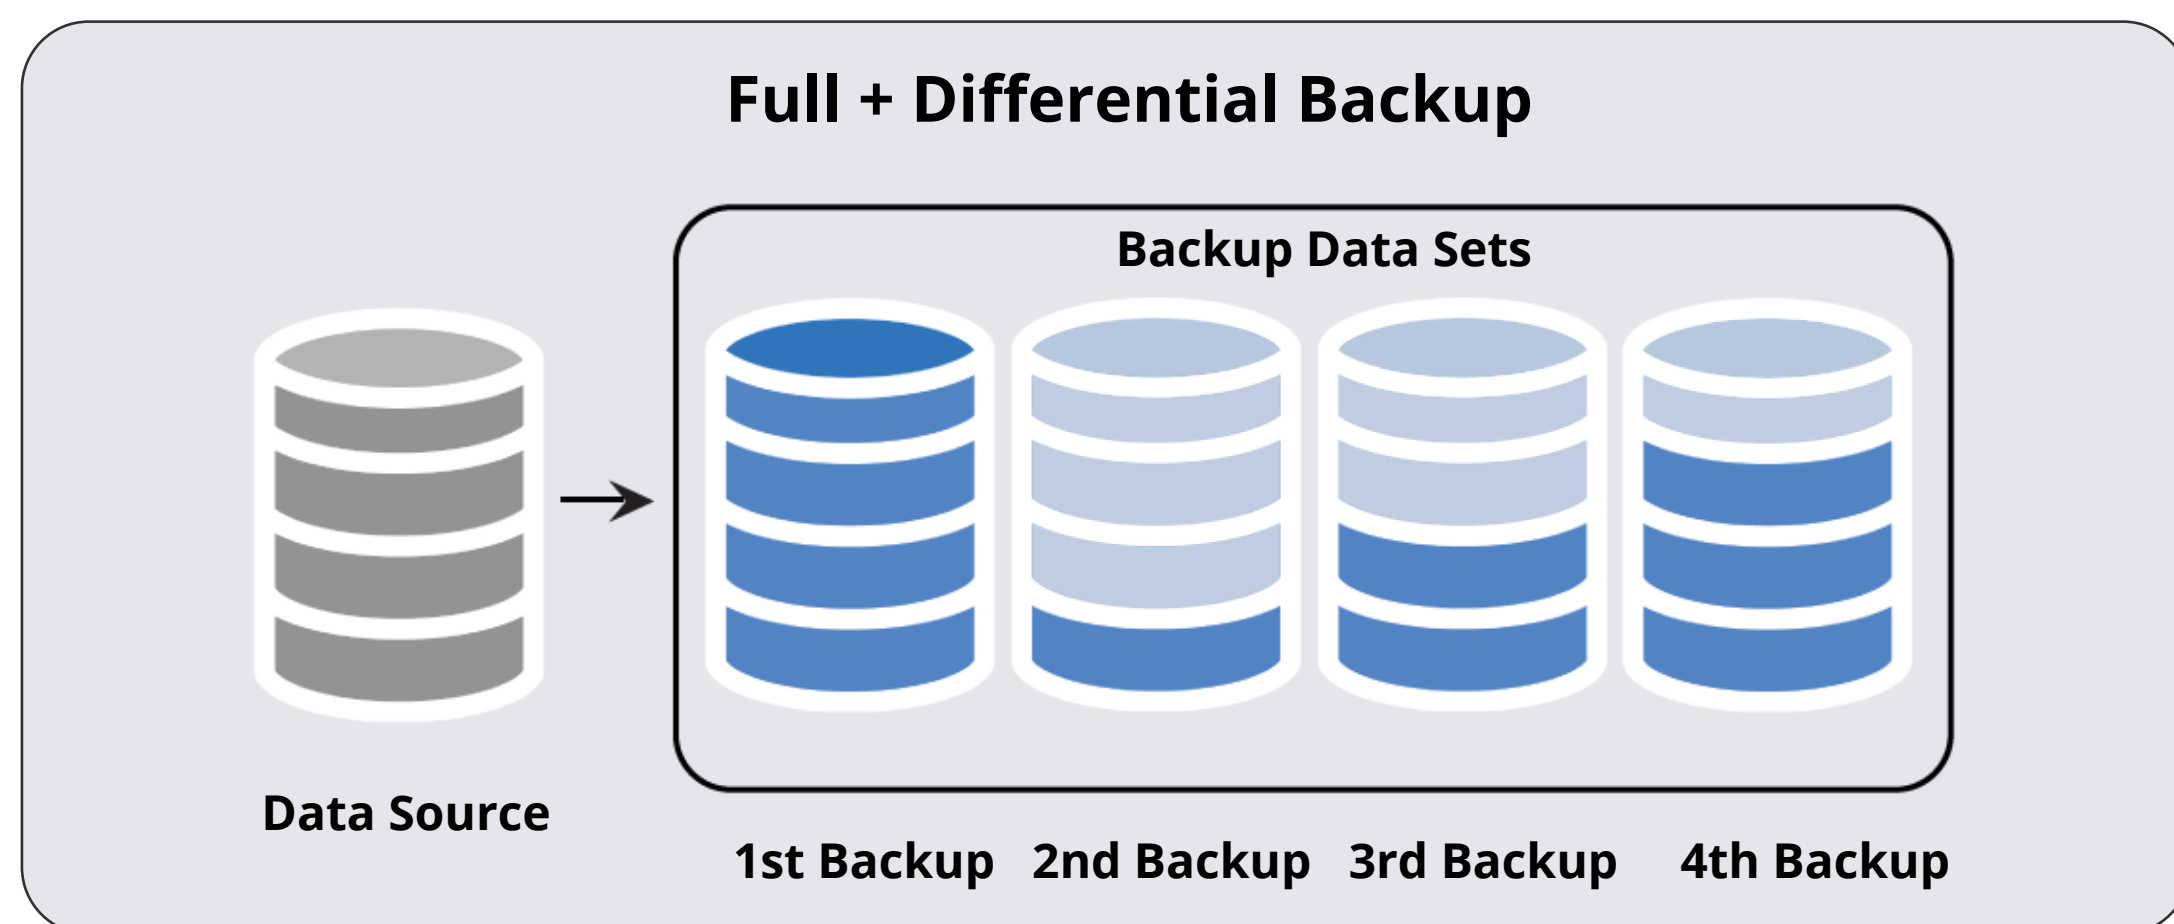 Full + Differential Backup
Backup Data Sets
Data Source
1st Backup
2nd Backup
3rd Backup
4th Backup